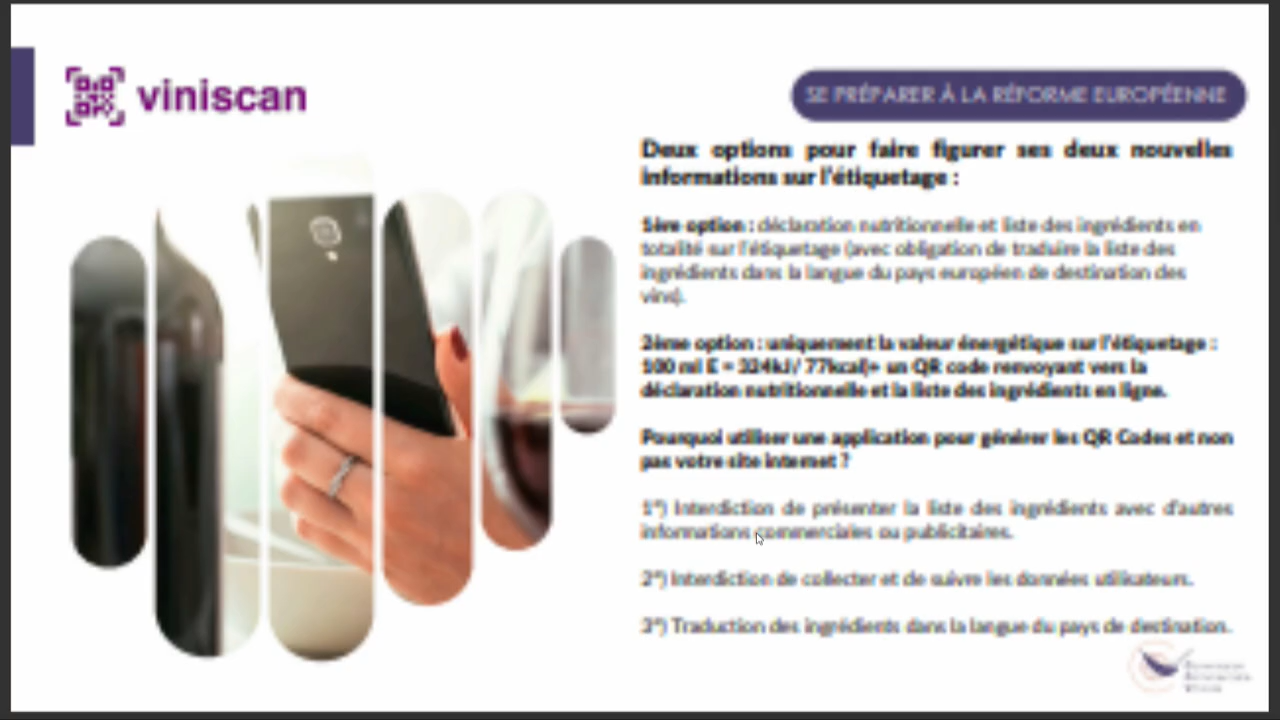 viniscan
SE PRÉPARER À LA RÉFORME EUROPÉENNE
Deux options pour faire figurer ses deux nouvelles
informations sur l'étiquetage :
1ère option : déclaration nutritionnelle et liste des ingrédients en
totalité sur l'étiquetage (avec obligation de traduire la liste des
ingrédients dans la langue du pays européen de destination des
vins).
2ème option : uniquement la valeur énergétique sur l'étiquetage :
100 ml E = 324kJ/ 77kcal)+ un QR code renvoyant vers la
déclaration nutritionnelle et la liste des ingrédients en ligne.
Pourquoi utiliser une application pour générer les QR Codes et non
pas votre site internet ?
1°) Interdiction de présenter la liste des ingrédients avec d'autres
informations commerciales ou publicitaires.
2°) Interdiction de collecter et de suivre les données utilisateurs.
3°) Traduction des ingrédients dans la langue du pays de destination.